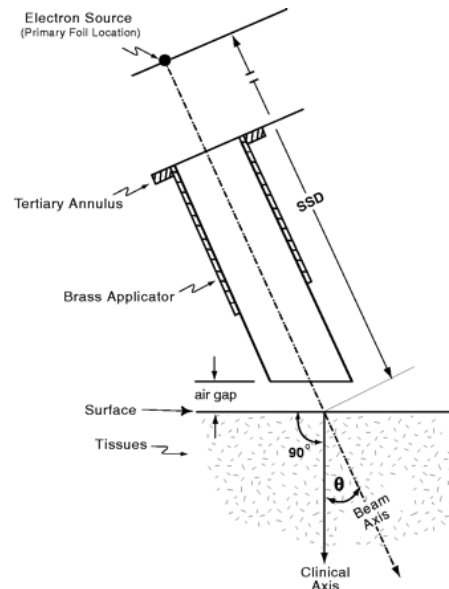 Electron Source
(Primary Foil Location)
SSD
Tertiary Annulus
Brass Applicator
air gap
Surface
Tissues
90°
θ
Beam
Axis
Clinical
Axis